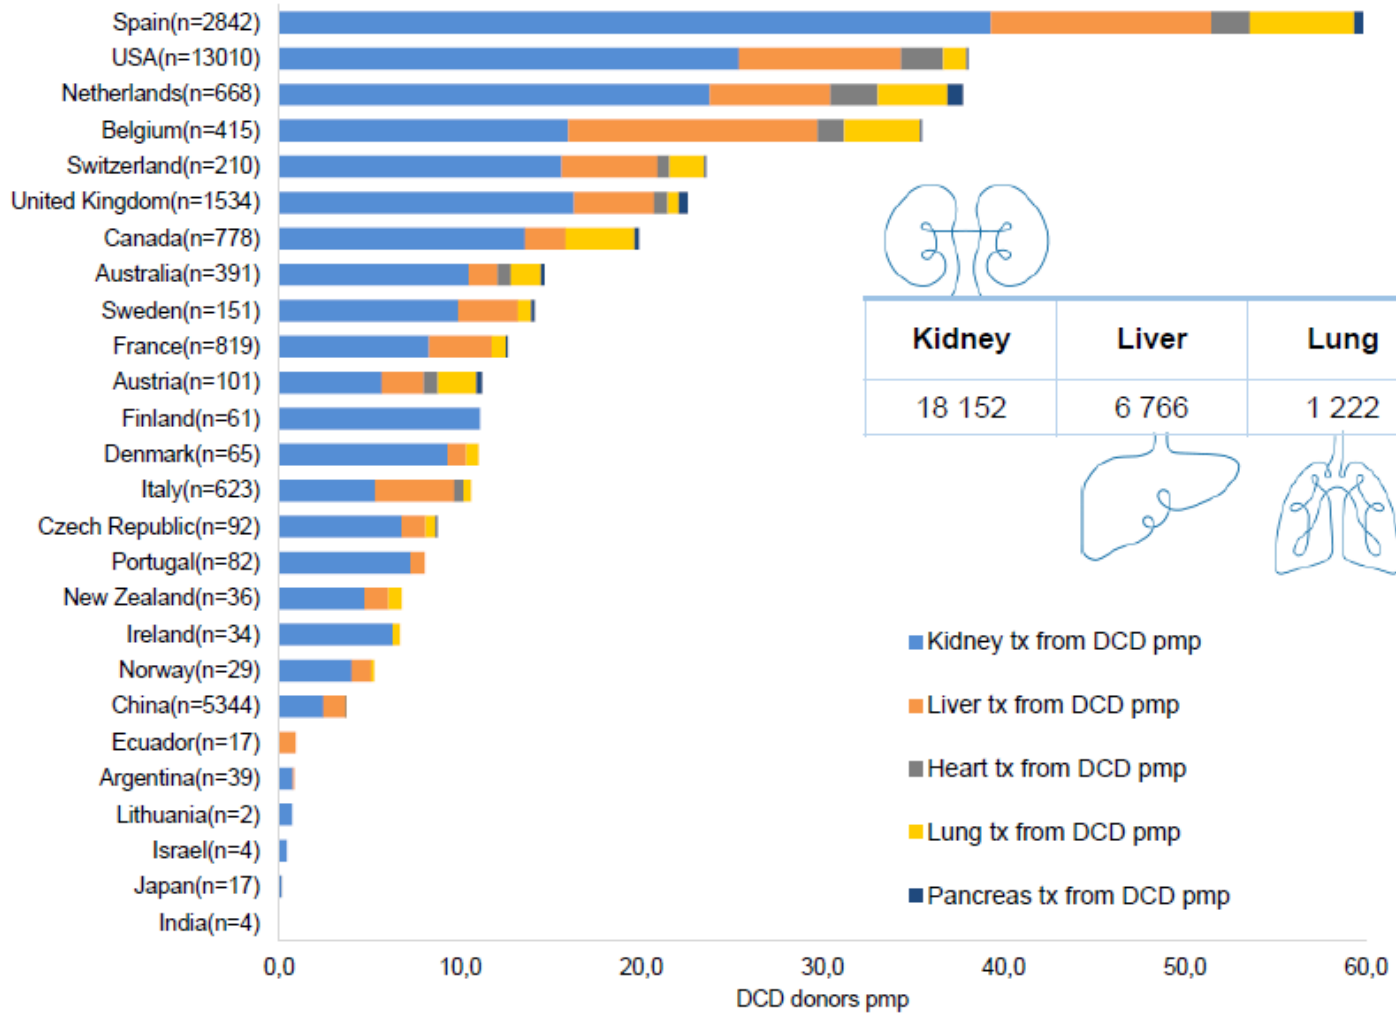 Spain(n=2842)
USA(n=13010)
Netherlands(n=668)
Belgium(n=415)
Switzerland(n=210)
United Kingdom(n=1534)
Canada(n=778)
Australia(n=391)
Sweden(n=151)
France(n=819)
Austria(n=101)
Finland(n=61)
Denmark(n=65)
Italy(n=623)
Czech Republic(n=92)
Portugal(n=82)
New Zealand(n=36)
Ireland(n=34)
Norway(n=29)
China(n=5344)
Ecuador(n=17)
Argentina(n=39)
Lithuania(n=2)
Israel(n=4)
Japan(n=17)
India(n=4)
0,0 10,0 20,0 30,0 40,0 50,0 60,0
DCD donors pmp
Kidney Liver Lung
18 152 6 766 1 222
Kidney tx from DCD pmp
Liver tx from DCD pmp
Heart tx from DCD pmp
Lung tx from DCD pmp
Pancreas tx from DCD pmp